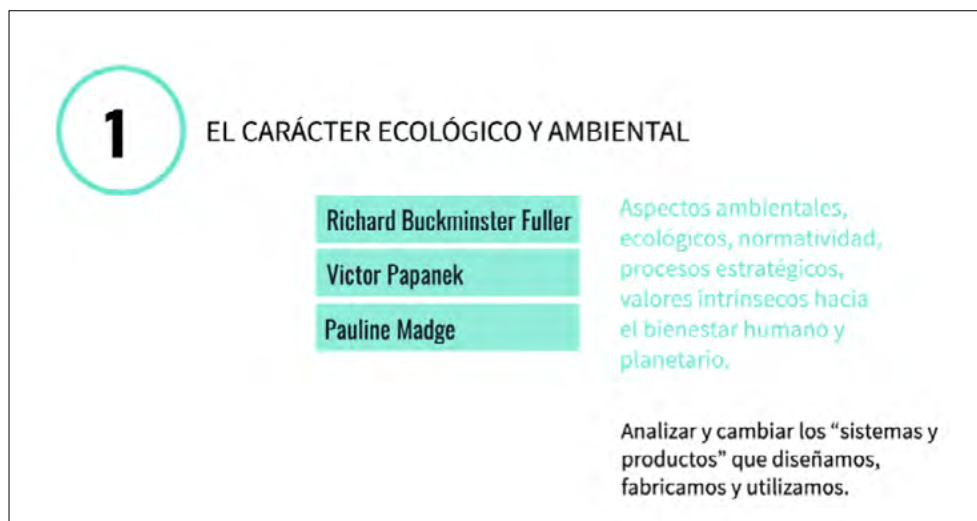 1
EL CARÁCTER ECOLÓGICO Y AMBIENTAL
Richard Buckminster Fuller
Victor Papanek
Pauline Madge
Aspectos ambientales,
ecológicos, normatividad,
procesos estratégicos,
valores intrínsecos hacia
el bienestar humano y
planetario.
Analizar y cambiar los “sistemas y
productos” que diseñamos,
fabricamos y utilizamos.